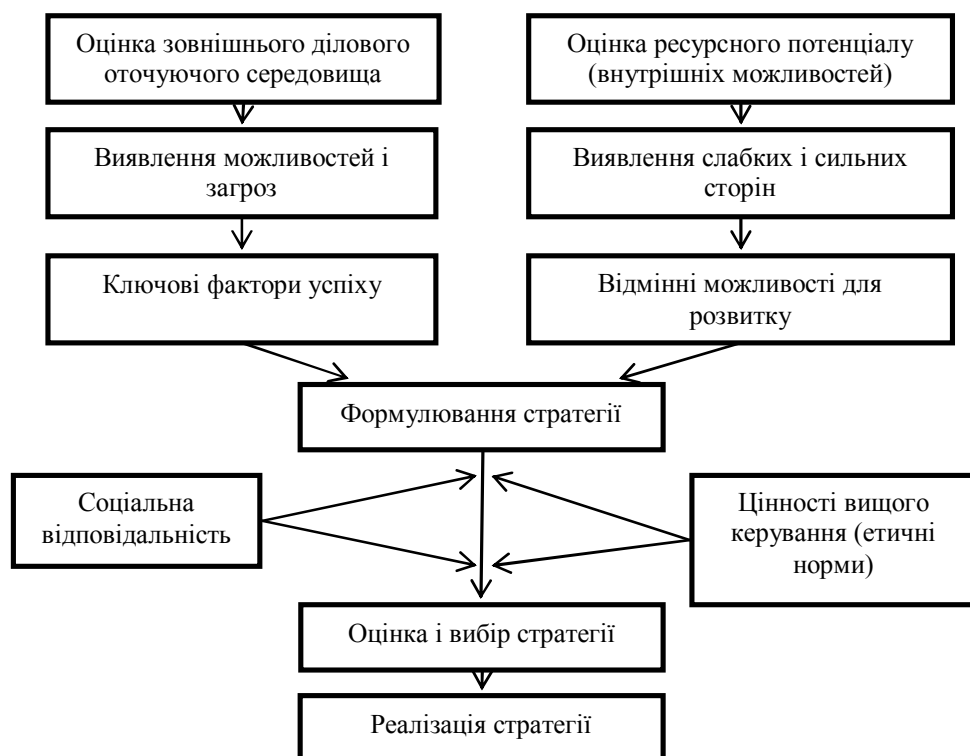 Оцінка зовнішнього ділового
оточуючого середовища
Оцінка ресурсного потенціалу
(внутрішніх можливостей)
Виявлення можливостей і
загроз
Виявлення слабких і сильних
сторін
Ключові фактори успіху
Відмінні можливості для
розвитку
Формулювання стратегії
Соціальна
відповідальність
Цінності вищого
керування (етичні
норми)
Оцінка і вибір стратегії
Реалізація стратегії